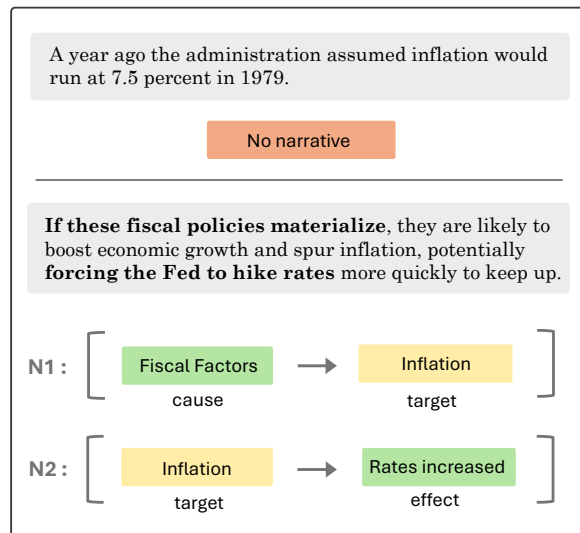 A year ago the administration assumed inflation would
run at 7.5 percent in 1979.
No narrative
If these fiscal policies materialize, they are likely to
boost economic growth and spur inflation, potentially
forcing the Fed to hike rates more quickly to keep up.
N1 : Fiscal Factors Inflation
cause target
N2 : Inflation Rates increased
target effect